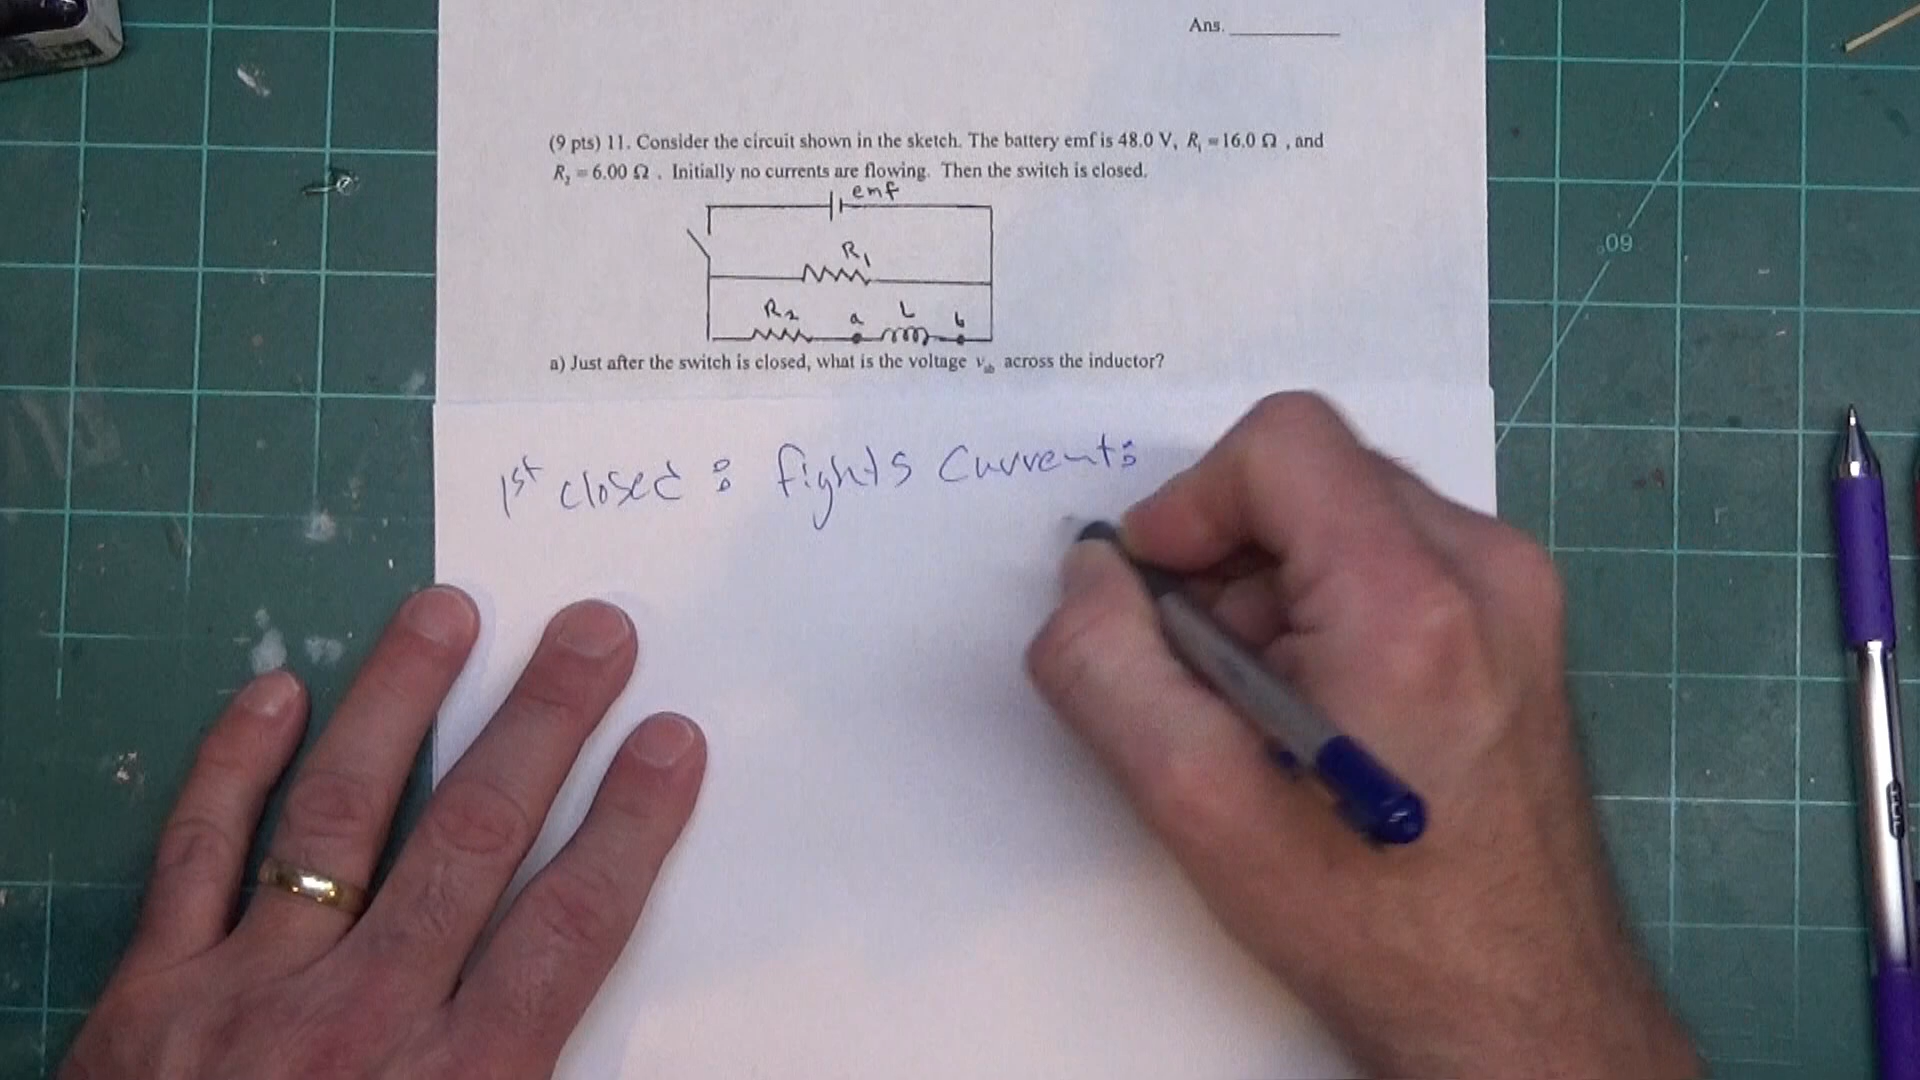 Ans. ________
(9 pts) 11. Consider the circuit shown in the sketch. The battery emf is 48.0 V, R₁ = 16.0 Ω , and
R₂ = 6.00 Ω . Initially no currents are flowing. Then the switch is closed.
emf
R₁
R₂ a L b
a) Just after the switch is closed, what is the voltage v_ab across the inductor?
1st closed : fights current:
.09